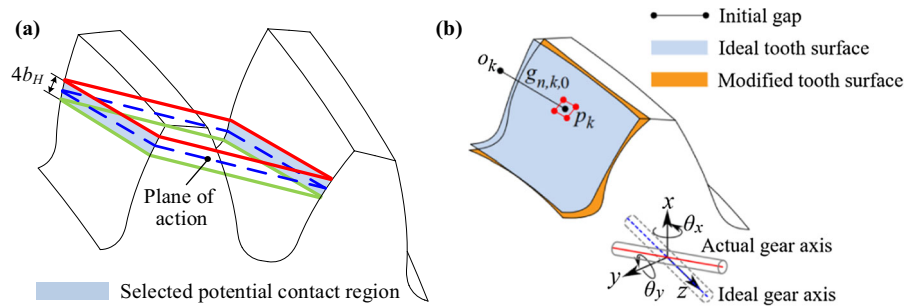 (a)
4b_H
Plane of
action
Selected potential contact region
(b)
Initial gap
Ideal tooth surface
Modified tooth surface
o_k
g_{n,k,0}
p_k
x
θ_x
Actual gear axis
y
θ_y
z
Ideal gear axis